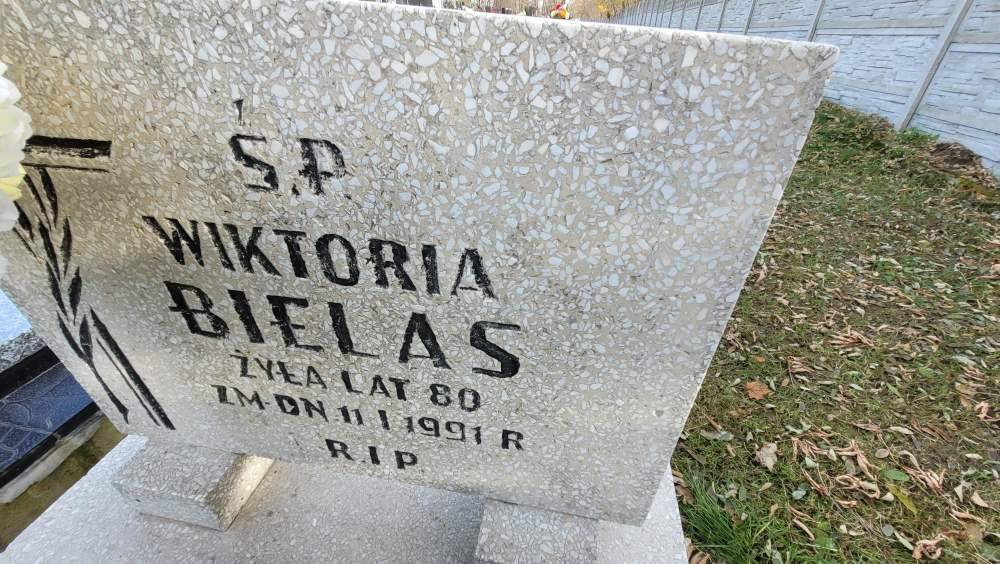 Ś.P.
WIKTORIA
BIELAS
ŻYŁA LAT 80
ZM. DN 11 I 1991 R
R.I.P.